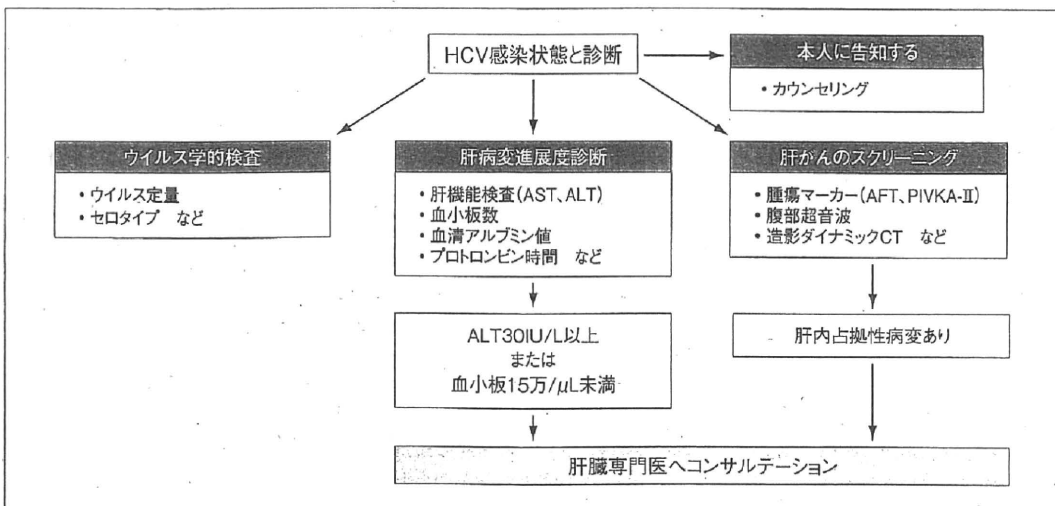 HCV感染状態と診断
本人に告知する
・カウンセリング
ウイルス学的検査
・ウイルス定量
・セロタイプ など
肝病変進展度診断
・肝機能検査(AST、ALT)
・血小板数
・血清アルブミン値
・プロトロンビン時間 など
肝がんのスクリーニング
・腫瘍マーカー(AFT、PIVKA-II)
・腹部超音波
・造影ダイナミックCT など
ALT30IU/L以上
または
血小板15万/μL未満
肝内占拠性病変あり
肝臓専門医へコンサルテーション